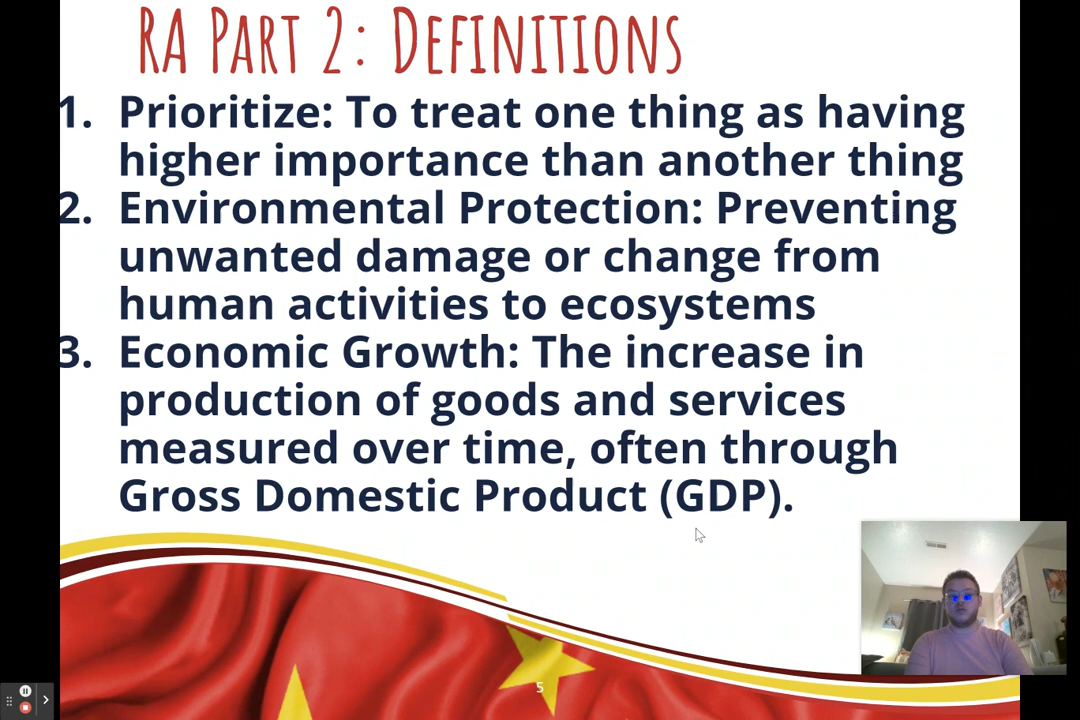 RA Part 2: Definitions
1. Prioritize: To treat one thing as having
higher importance than another thing
2. Environmental Protection: Preventing
unwanted damage or change from
human activities to ecosystems
3. Economic Growth: The increase in
production of goods and services
measured over time, often through
Gross Domestic Product (GDP).
5